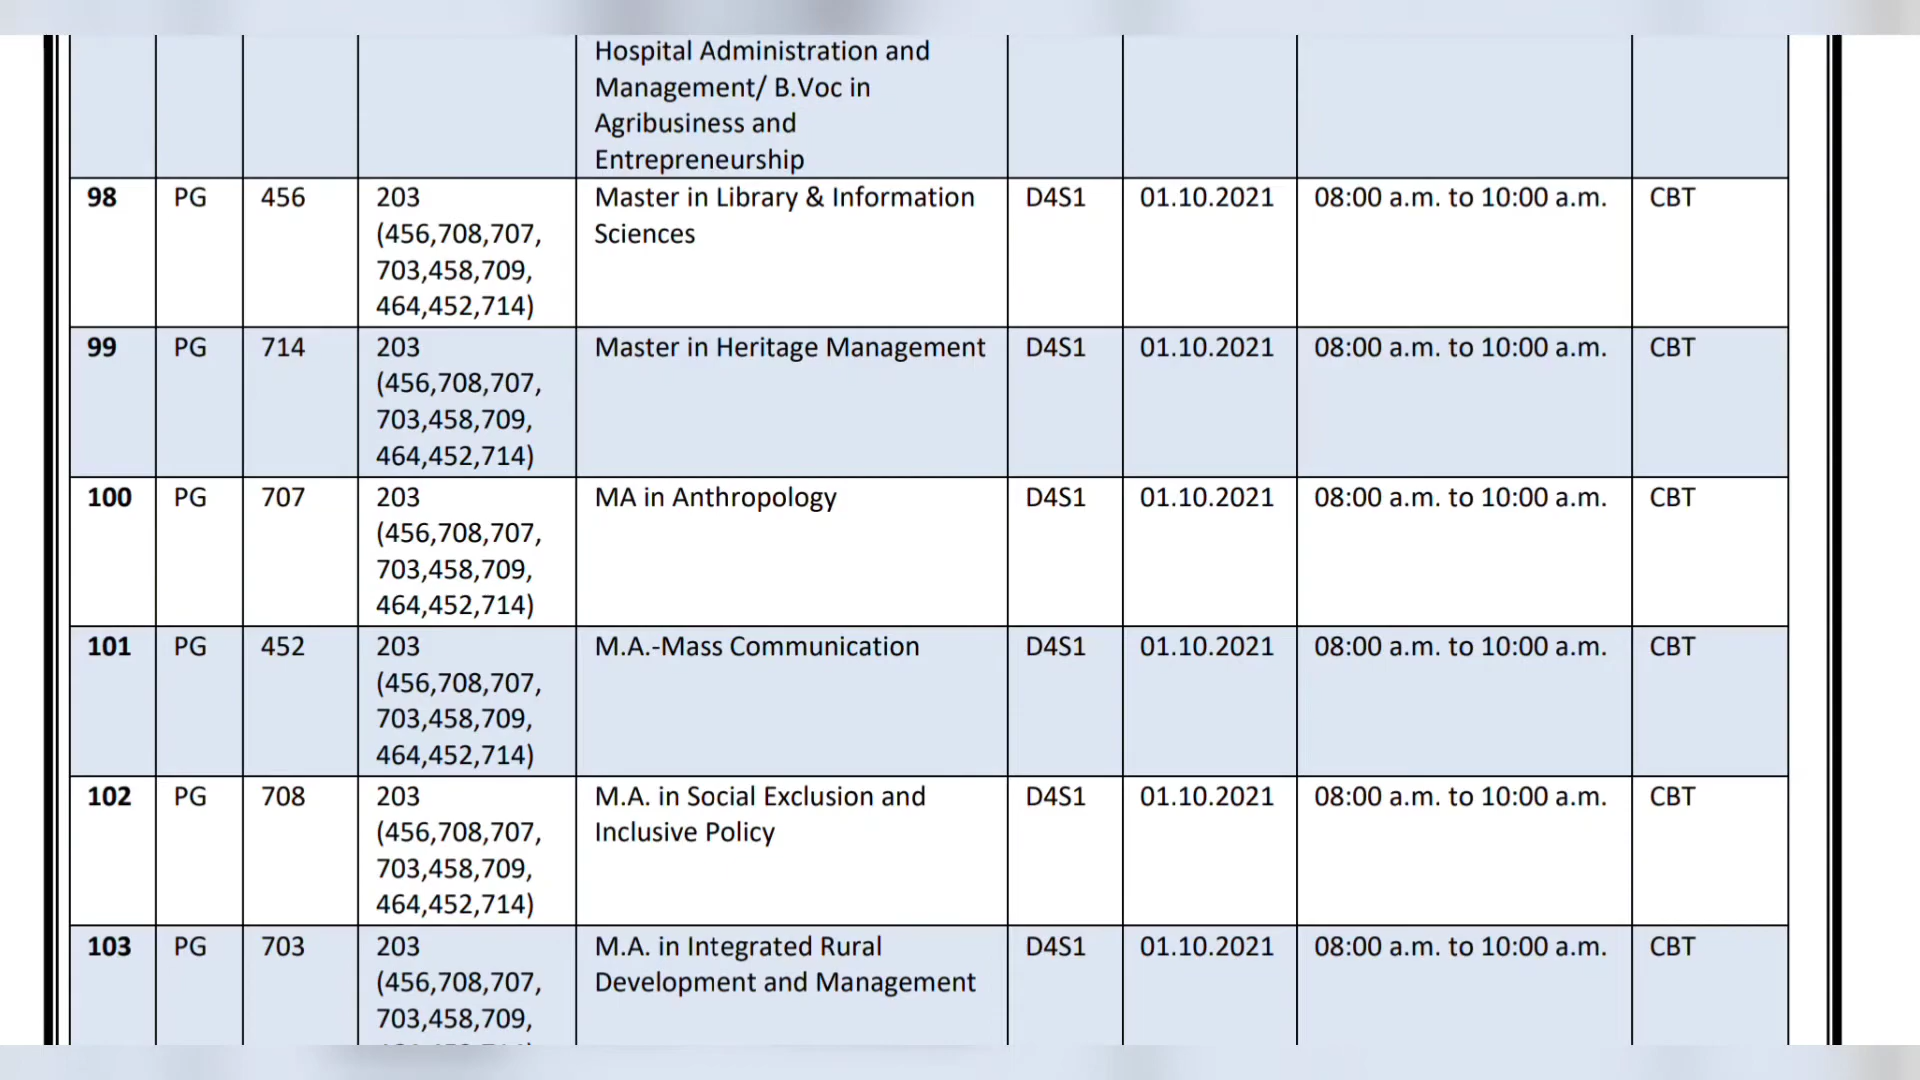 Hospital Administration and
Management/ B.Voc in
Agribusiness and
Entrepreneurship
98 PG 456 203 Master in Library & Information D4S1 01.10.2021 08:00 a.m. to 10:00 a.m. CBT
(456,708,707, Sciences
703,458,709,
464,452,714)
99 PG 714 203 Master in Heritage Management D4S1 01.10.2021 08:00 a.m. to 10:00 a.m. CBT
(456,708,707,
703,458,709,
464,452,714)
100 PG 707 203 MA in Anthropology D4S1 01.10.2021 08:00 a.m. to 10:00 a.m. CBT
(456,708,707,
703,458,709,
464,452,714)
101 PG 452 203 M.A.-Mass Communication D4S1 01.10.2021 08:00 a.m. to 10:00 a.m. CBT
(456,708,707,
703,458,709,
464,452,714)
102 PG 708 203 M.A. in Social Exclusion and D4S1 01.10.2021 08:00 a.m. to 10:00 a.m. CBT
(456,708,707, Inclusive Policy
703,458,709,
464,452,714)
103 PG 703 203 M.A. in Integrated Rural D4S1 01.10.2021 08:00 a.m. to 10:00 a.m. CBT
(456,708,707, Development and Management
703,458,709,